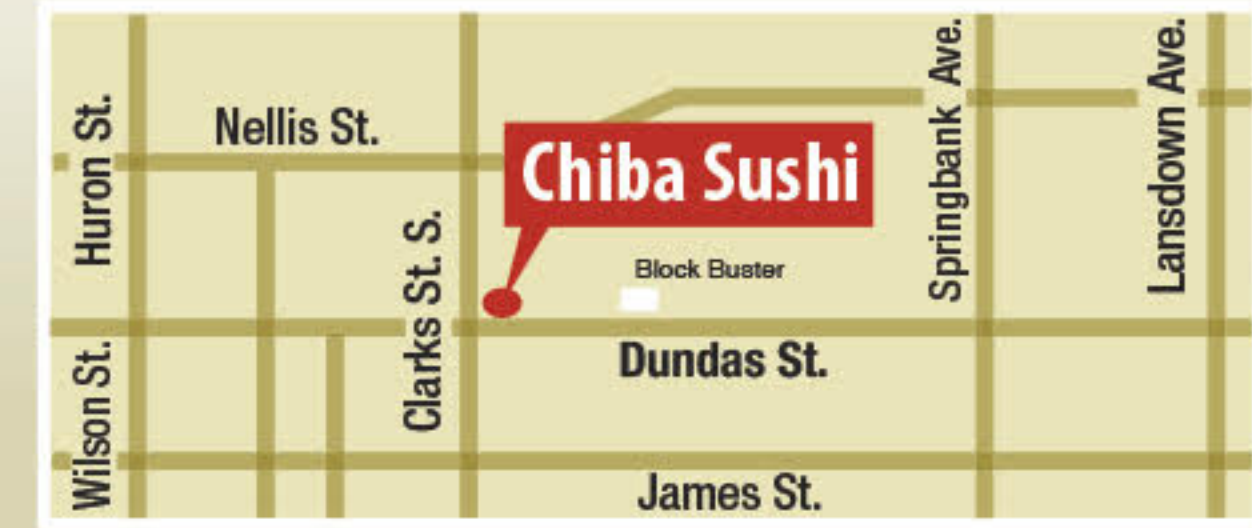 Huron St.
Nellis St.
Chiba Sushi
Springbank Ave.
Lansdown Ave.
Clarks St. S.
Block Buster
Dundas St.
Wilson St.
James St.